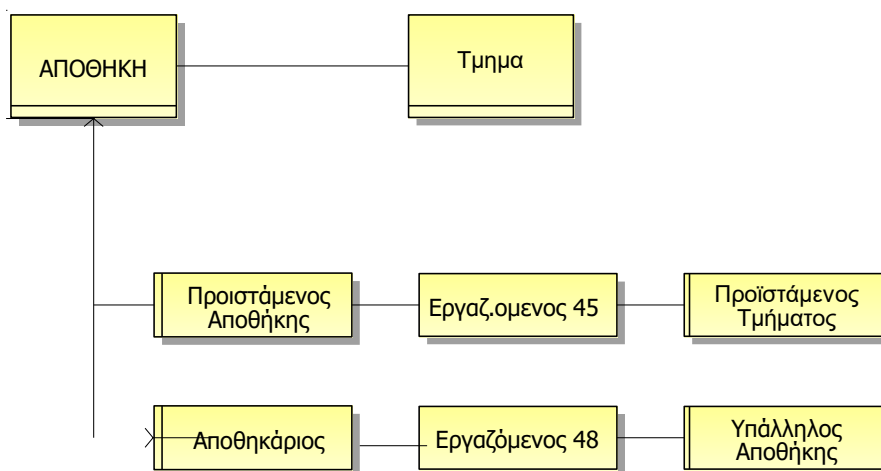 ΑΠΟΘΗΚΗ
Τμημα
Προιστάμενος
Αποθήκης
Εργαζ.ομενος 45
Προϊστάμενος
Τμήματος
Αποθηκάριος
Εργαζόμενος 48
Υπάλληλος
Αποθήκης